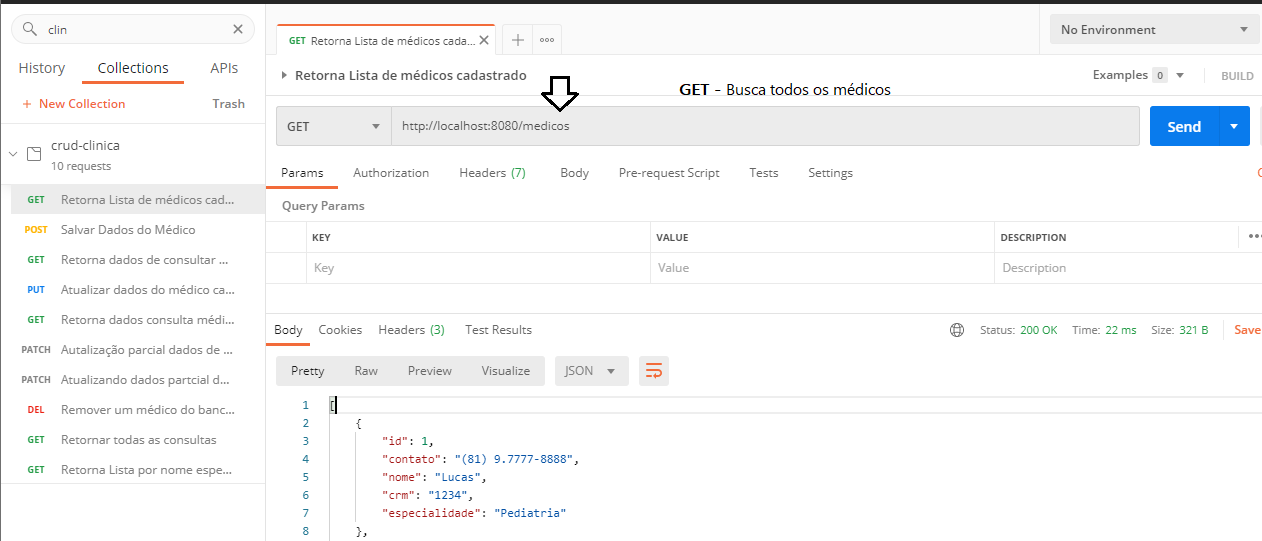 clin
History Collections APIs
+ New Collection Trash
crud-clinica
10 requests
GET Retorna Lista de médicos cad...
POST Salvar Dados do Médico
GET Retorna dados de consultar ...
PUT Atualizar dados do médico ca...
GET Retorna dados consulta médi...
PATCH Autalização parcial dados de ...
PATCH Atualizando dados partcial d...
DEL Remover um médico do banc...
GET Retornar todas as consultas
GET Retorna Lista por nome espe...
GET Retorna Lista de médicos cada...
No Environment
Retorna Lista de médicos cadastrado
Examples 0 BUILD
GET - Busca todos os médicos
GET http://localhost:8080/medicos Send
Params Authorization Headers (7) Body Pre-request Script Tests Settings
Query Params
KEY VALUE DESCRIPTION
Key Value Description
Body Cookies Headers (3) Test Results Status: 200 OK Time: 22 ms Size: 321 B Save
Pretty Raw Preview Visualize JSON
1 [
2 {
3 "id": 1,
4 "contato": "(81) 9.7777-8888",
5 "nome": "Lucas",
6 "crm": "1234",
7 "especialidade": "Pediatria"
8 },